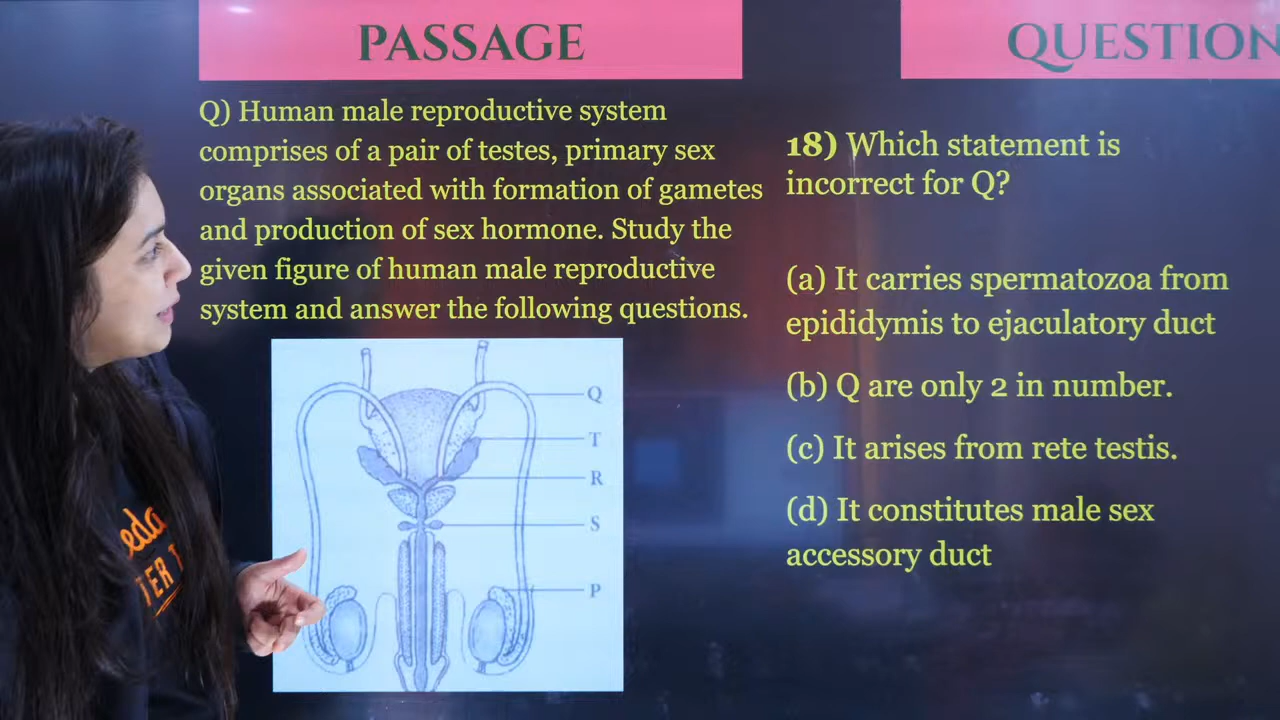 PASSAGE
Q) Human male reproductive system
comprises of a pair of testes, primary sex
organs associated with formation of gametes
and production of sex hormone. Study the
given figure of human male reproductive
system and answer the following questions.
Q
T
R
S
P
QUESTION
18) Which statement is
incorrect for Q?
(a) It carries spermatozoa from
epididymis to ejaculatory duct
(b) Q are only 2 in number.
(c) It arises from rete testis.
(d) It constitutes male sex
accessory duct